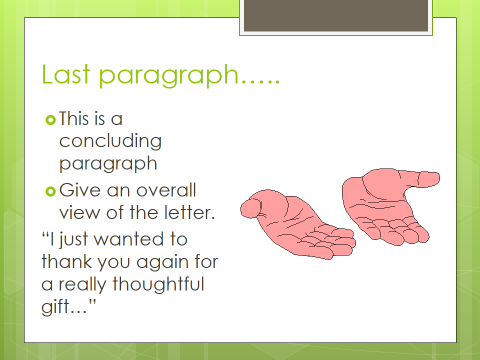 Last paragraph…..
This is a
concluding
paragraph
Give an overall
view of the letter.
“I just wanted to
thank you again for
a really thoughtful
gift…”